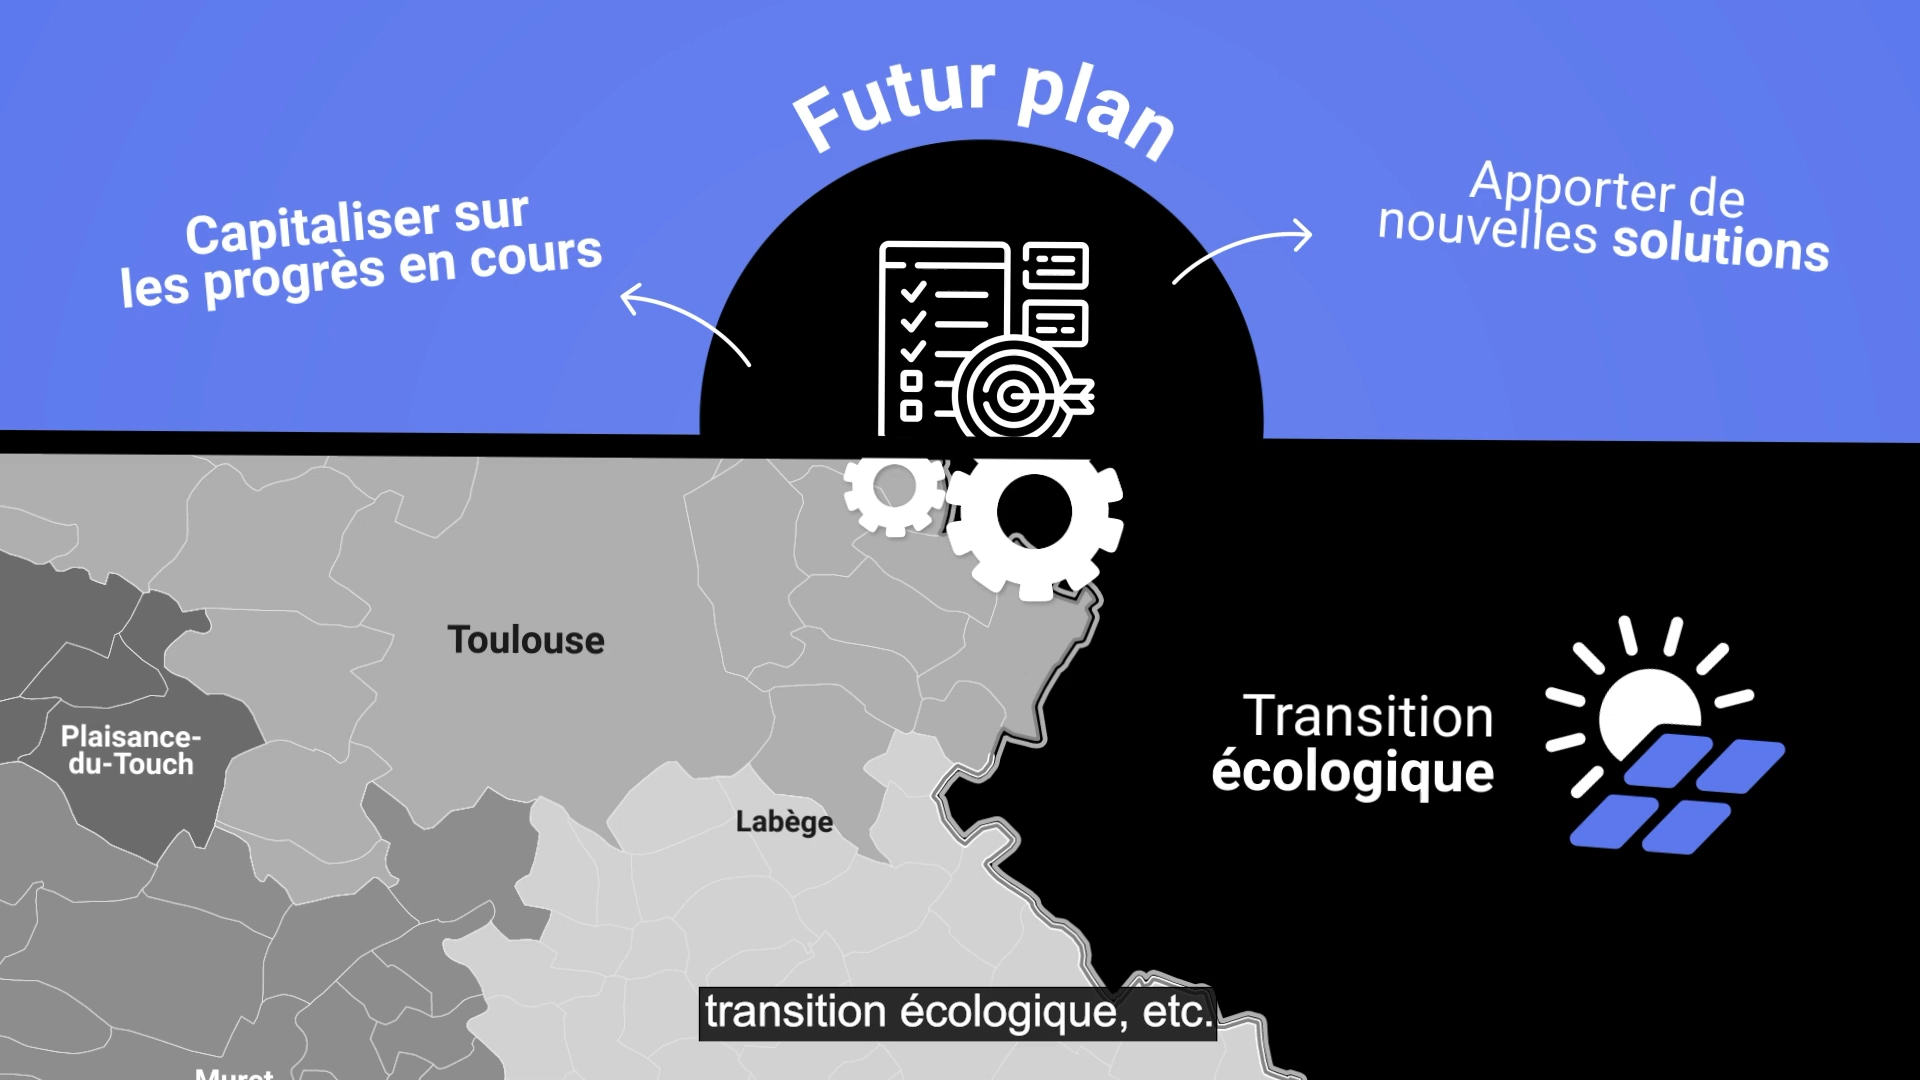 Futur plan
Capitaliser sur
les progrès en cours
Apporter de
nouvelles solutions
Toulouse
Plaisance-
du-Touch
Labège
Transition
écologique
transition écologique, etc.
Muret